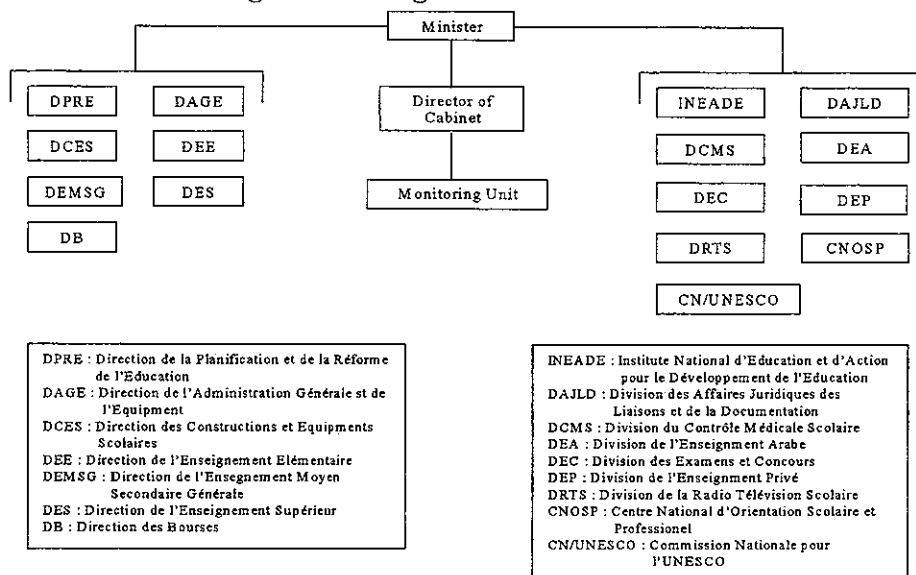 Minister
DPRE
DAGE
DCES
DEE
DEMSG
DES
DB
Director of
Cabinet
Monitoring Unit
INEADE
DAJLD
DCMS
DEA
DEC
DEP
DRTS
CNOSP
CN/UNESCO
DPRE : Direction de la Planification et de la Réforme
de l'Education
DAGE : Direction de l'Administration Générale et de
l'Equipment
DCES : Direction des Constructions et Equipments
Scolaires
DEE : Direction de l'Enseignement Elémentaire
DEMSG : Direction de l'Ensegnement Moyen
Secondaire Générale
DES : Direction de l'Enseignement Supérieur
DB : Direction des Bourses
INEADE : Institute National d'Education et d'Action
pour le Développement de l'Education
DAJLD : Division des Affaires Juridiques des
Liaisons et de la Documentation
DCMS : Division du Contrôle Médicale Scolaire
DEA : Division de l'Enseignment Arabe
DEC : Division des Examens et Concours
DEP : Division de l'Enseignment Privé
DRTS : Division de la Radio Télévision Scolaire
CNOSP : Centre National d'Orientation Scolaire et
Professionel
CN/UNESCO : Commission Nationale pour
l'UNESCO